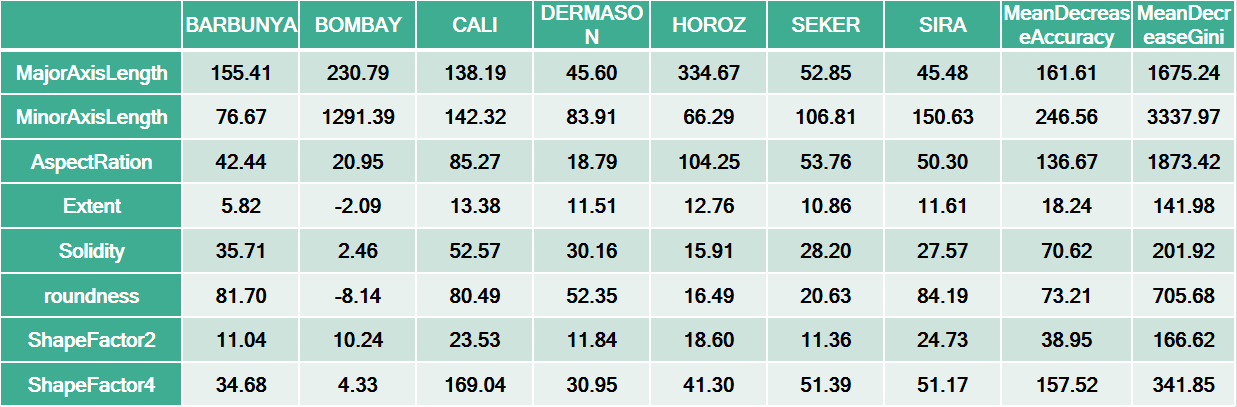 BARBUNYA BOMBAY CALI DERMASO HOROZ SEKER SIRA MeanDecreas MeanDecr
N eAccuracy easeGini
MajorAxisLength 155.41 230.79 138.19 45.60 334.67 52.85 45.48 161.61 1675.24
MinorAxisLength 76.67 1291.39 142.32 83.91 66.29 106.81 150.63 246.56 3337.97
AspectRation 42.44 20.95 85.27 18.79 104.25 53.76 50.30 136.67 1873.42
Extent 5.82 -2.09 13.38 11.51 12.76 10.86 11.61 18.24 141.98
Solidity 35.71 2.46 52.57 30.16 15.91 28.20 27.57 70.62 201.92
roundness 81.70 -8.14 80.49 52.35 16.49 20.63 84.19 73.21 705.68
ShapeFactor2 11.04 10.24 23.53 11.84 18.60 11.36 24.73 38.95 166.62
ShapeFactor4 34.68 4.33 169.04 30.95 41.30 51.39 51.17 157.52 341.85